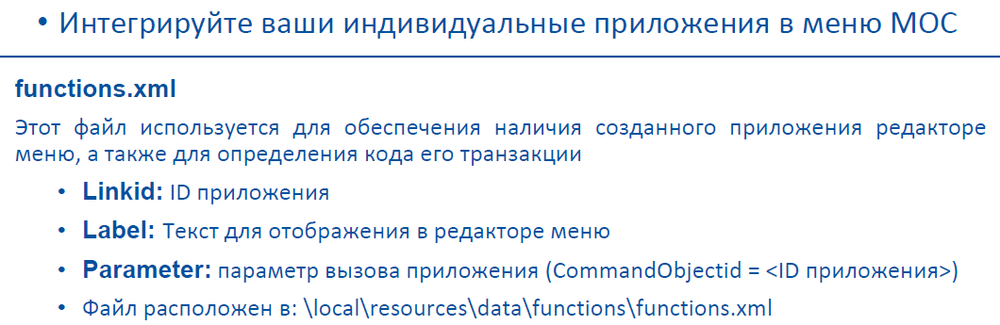 • Интегрируйте ваши индивидуальные приложения в меню МОС
functions.xml
Этот файл используется для обеспечения наличия созданного приложения редакторе
меню, а также для определения кода его транзакции
• Linkid: ID приложения
• Label: Текст для отображения в редакторе меню
• Parameter: параметр вызова приложения (CommandObjectid = <ID приложения>)
• Файл расположен в: \local\resources\data\functions\functions.xml